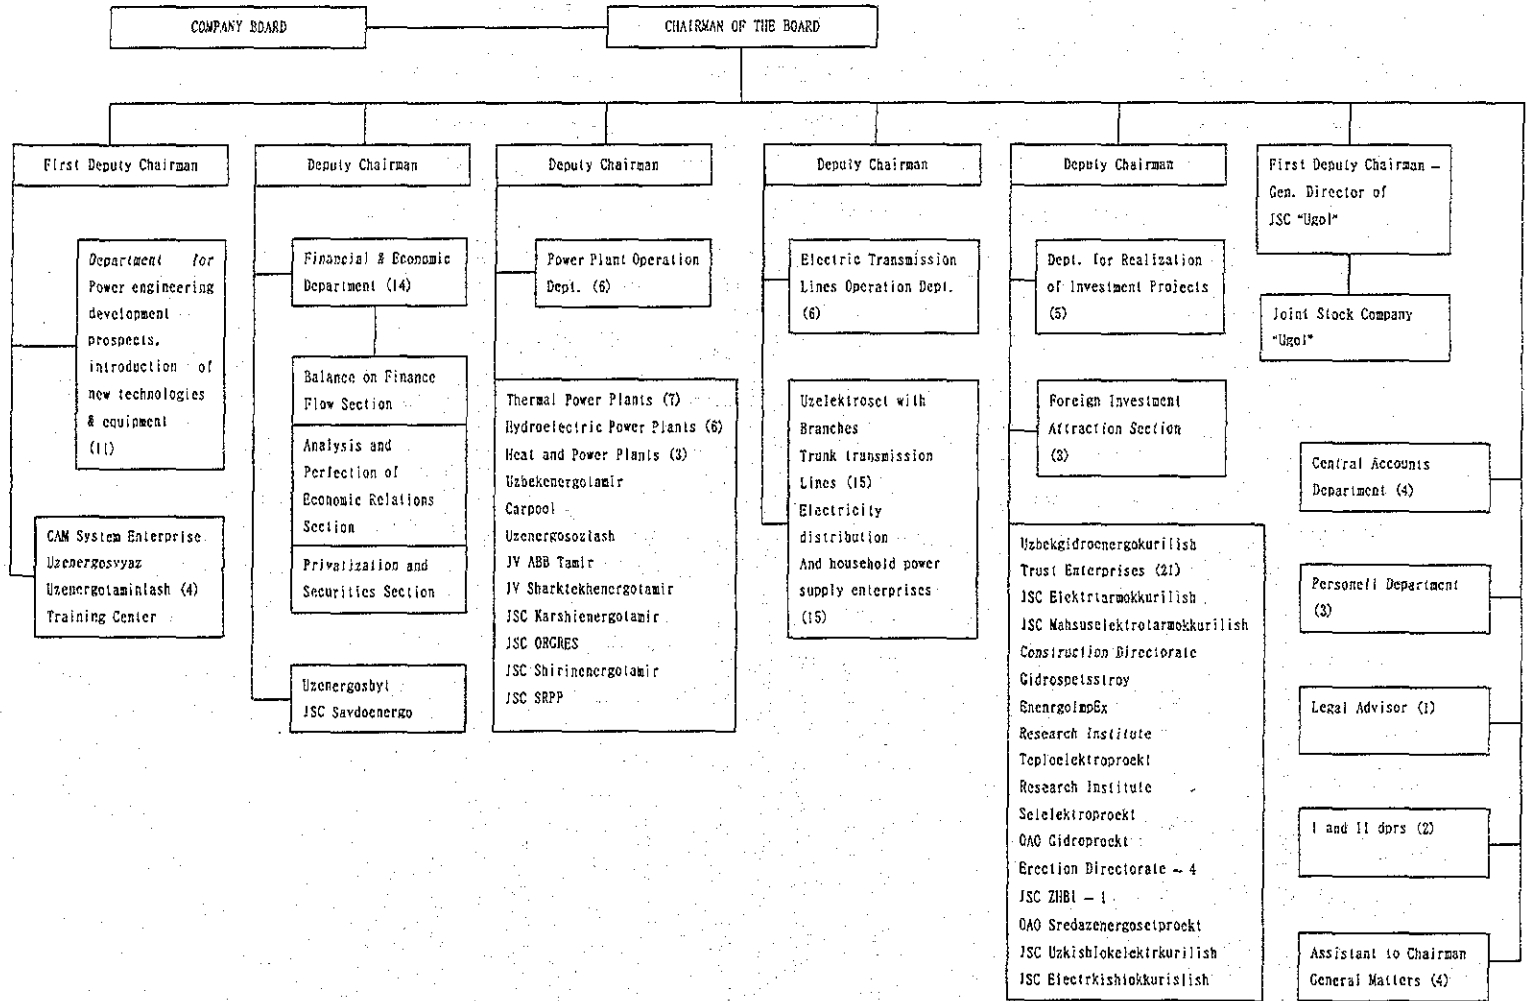 COMPANY BOARD
CHAIRMAN OF THE BOARD
First Deputy Chairman
Department for
Power engineering
development
prospects,
introduction of
new technologies
& equipment
(11)
CAM System Enterprise
Uzenergosvyaz
Uzenergotaminlash (4)
Training Center
Deputy Chairman
Financial & Economic
Department (14)
Balance on Finance
Flow Section
Analysis and
Perfection of
Economic Relations
Section
Privatization and
Securities Section
Uzenergosbyt
JSC Savdoenergo
Deputy Chairman
Power Plant Operation
Dept. (6)
Thermal Power Plants (7)
Hydroelectric Power Plants (6)
Heat and Power Plants (3)
Uzbekenergotamir
Carpool
Uzenergosozlash
JV ABB Tamir
JV Sharktekhenergotamir
JSC Karshienergotamir
JSC ORGRES
JSC Shirinenergotamir
JSC SRPP
Deputy Chairman
Electric Transmission
Lines Operation Dept.
(6)
Uzelektroset with
Branches
Trunk transmission
Lines (15)
Electricity
distribution
And household power
supply enterprises
(15)
Deputy Chairman
Dept. for Realization
of Investment Projects
(5)
Foreign Investment
Attraction Section
(3)
Uzbekgidroenergokurilish
Trust Enterprises (21)
JSC Elektrtarmokkurilish
JSC Mahsuselektrotarmokkurilish
Construction Directorate
Gidrospetsstroy
EnenrgoImpEx
Research Institute
Teploelektroproekt
Research Institute
Selelektroproekt
OAO Gidroproekt
Erection Directorate - 4
JSC ZHBI - 1
OAO Sredazenergosetproekt
JSC Uzkishlokelektrkurilish
JSC Electrkishlokkurislish
First Deputy Chairman -
Gen. Director of
JSC "Ugol"
Joint Stock Company
"Ugol"
Central Accounts
Department (4)
Personell Department
(3)
Legal Advisor (1)
I and II dprs (2)
Assistant to Chairman
General Matters (4)